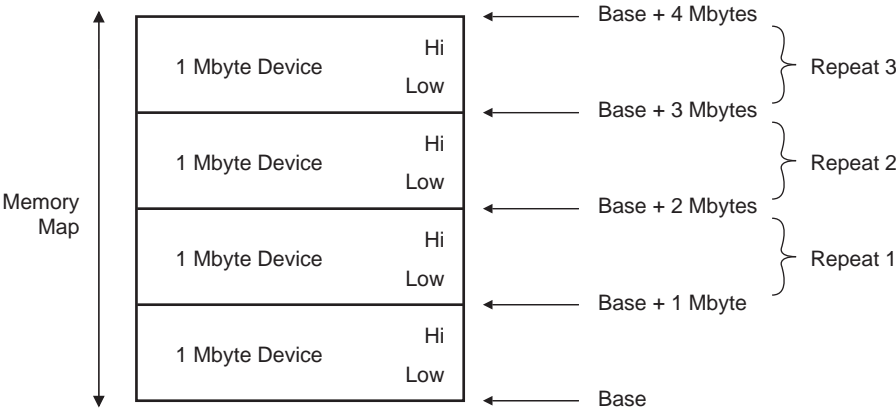 Base + 4 Mbytes
Hi
1 Mbyte Device
Low
Repeat 3
Base + 3 Mbytes
Hi
1 Mbyte Device
Low
Repeat 2
Memory
Map
Base + 2 Mbytes
Hi
1 Mbyte Device
Low
Repeat 1
Base + 1 Mbyte
Hi
1 Mbyte Device
Low
Base